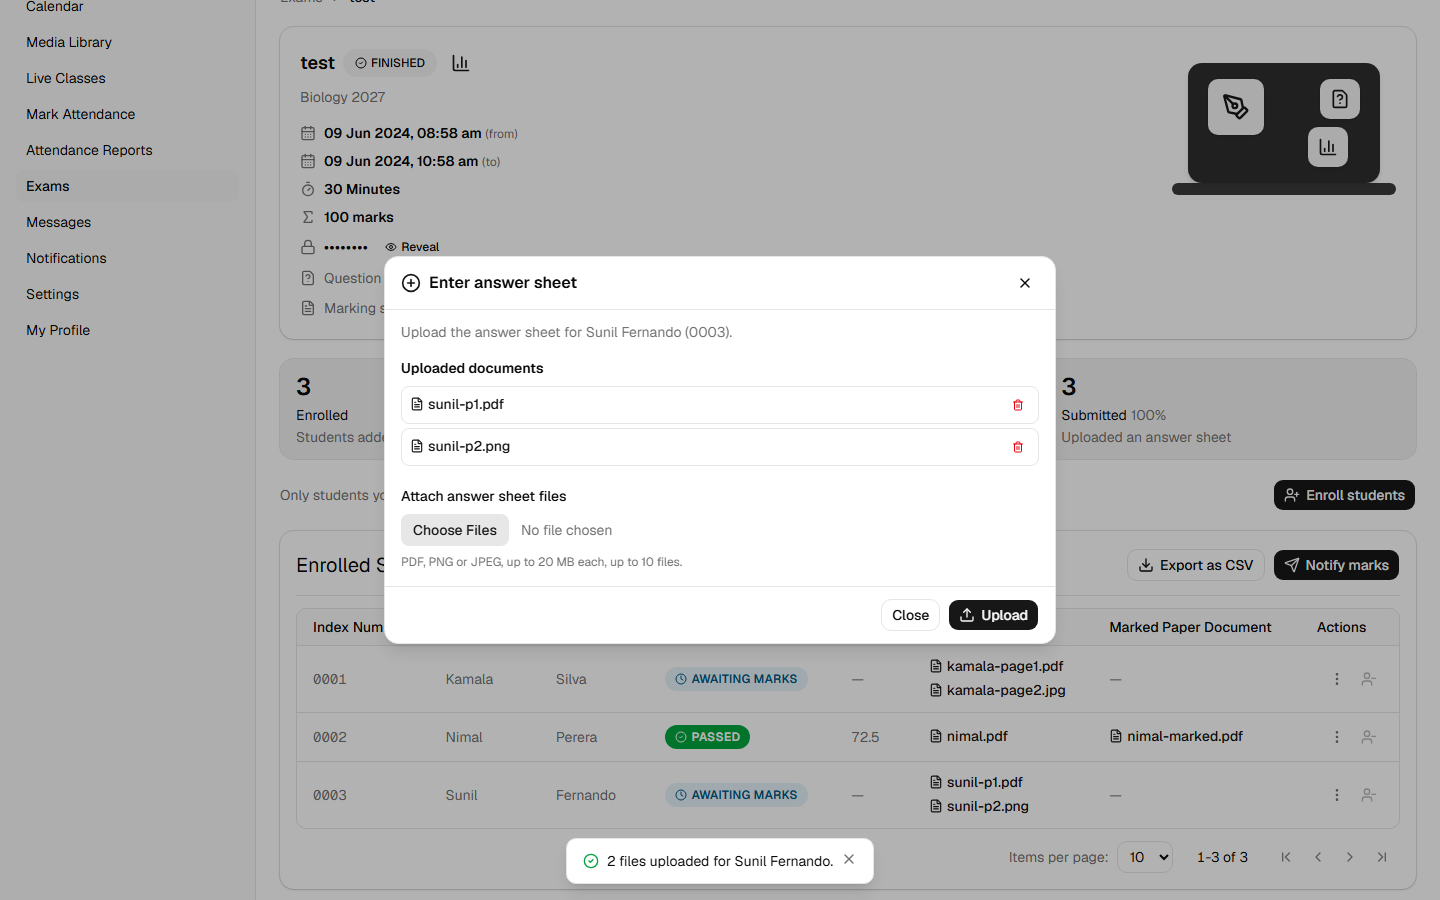 Calendar
Media Library
Live Classes
Mark Attendance
Attendance Reports
Exams
Messages
Notifications
Settings
My Profile
test
test FINISHED
Biology 2027
09 Jun 2024, 08:58 am (from)
09 Jun 2024, 10:58 am (to)
30 Minutes
100 marks
•••••••• Reveal
Question
Marking s
Enter answer sheet
Upload the answer sheet for Sunil Fernando (0003).
Uploaded documents
sunil-p1.pdf
sunil-p2.png
Attach answer sheet files
Choose Files No file chosen
PDF, PNG or JPEG, up to 20 MB each, up to 10 files.
Close Upload
3
Enrolled
Students adde
3
Submitted 100%
Uploaded an answer sheet
Only students yo
Enroll students
Enrolled S
Export as CSV Notify marks
Index Num Marked Paper Document Actions
0001 Kamala Silva AWAITING MARKS — kamala-page1.pdf —
kamala-page2.jpg
0002 Nimal Perera PASSED 72.5 nimal.pdf nimal-marked.pdf
0003 Sunil Fernando AWAITING MARKS — sunil-p1.pdf —
sunil-p2.png
Items per page: 10 1-3 of 3
2 files uploaded for Sunil Fernando.